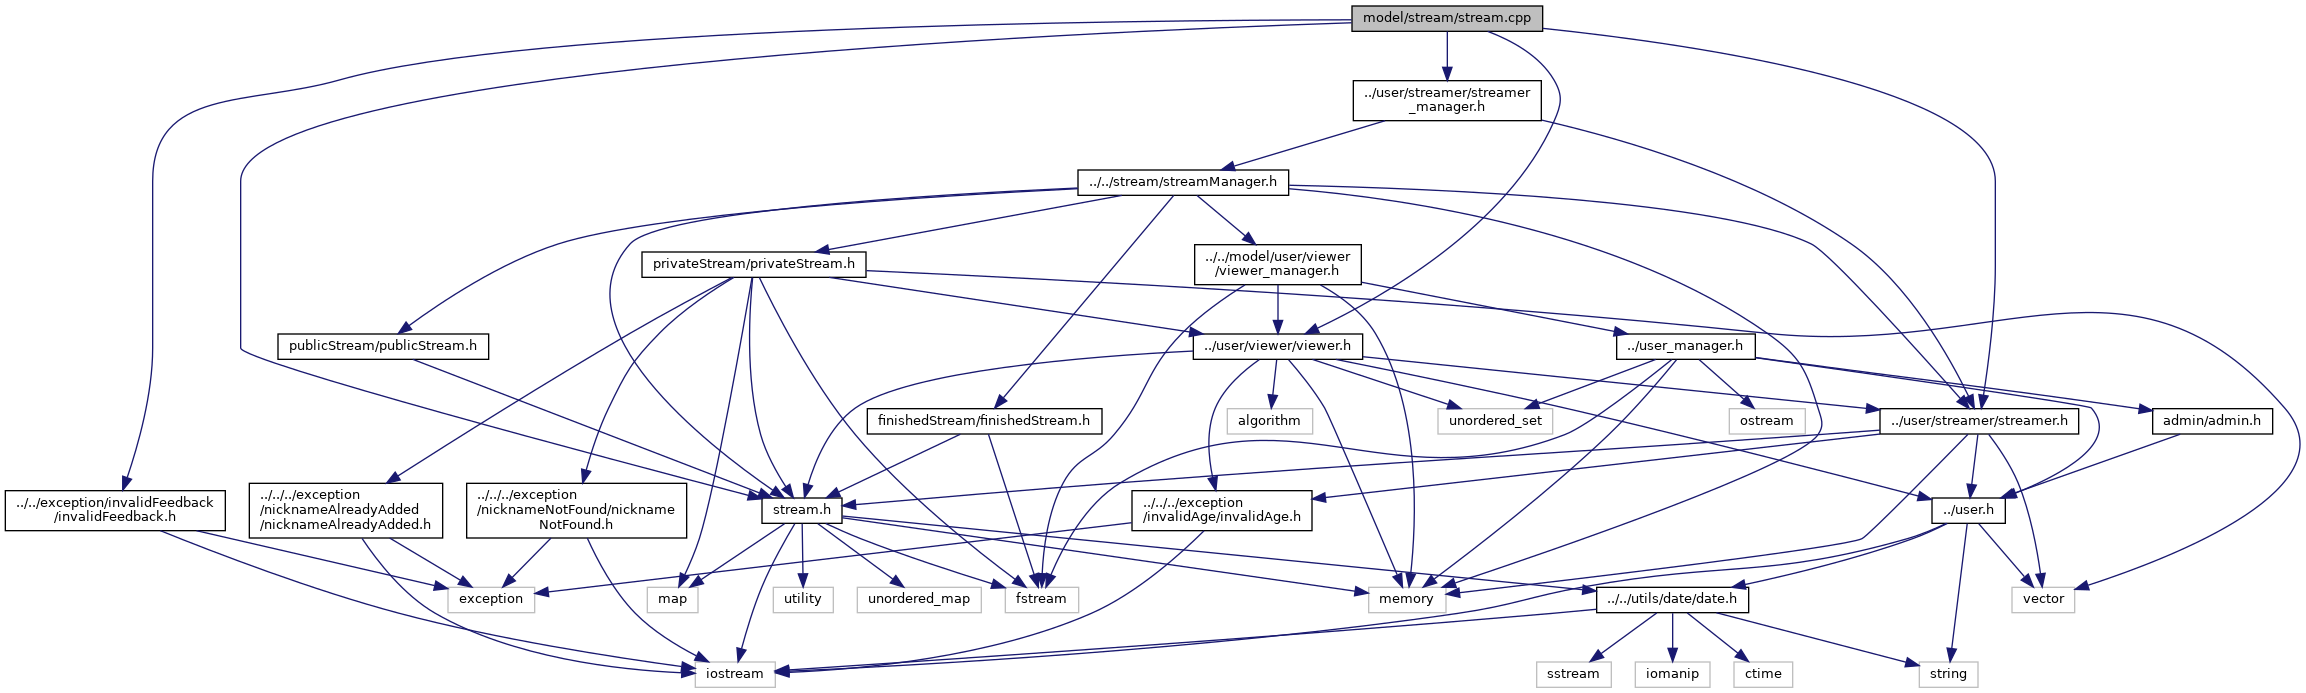 model/stream/stream.cpp
../user/streamer/streamer
_manager.h
../../stream/streamManager.h
privateStream/privateStream.h
../../model/user/viewer
/viewer_manager.h
publicStream/publicStream.h
../user/viewer/viewer.h
../user_manager.h
finishedStream/finishedStream.h
algorithm
unordered_set
ostream
../user/streamer/streamer.h
admin/admin.h
../../exception/invalidFeedback
/invalidFeedback.h
../../../exception
/nicknameAlreadyAdded
/nicknameAlreadyAdded.h
../../../exception
/nicknameNotFound/nickname
NotFound.h
stream.h
../../../exception
/invalidAge/invalidAge.h
../user.h
exception
map
utility
unordered_map
fstream
memory
../../utils/date/date.h
vector
iostream
sstream
iomanip
ctime
string